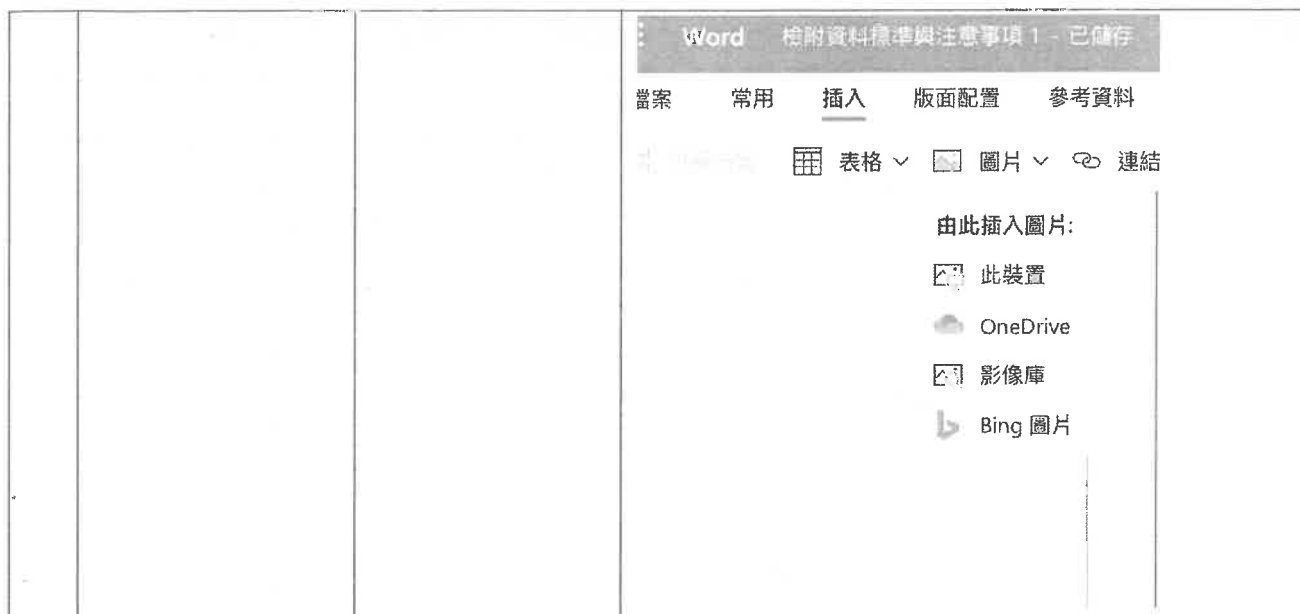 Word 檢附資料標準與注意事項 1 - 已儲存
檔案 常用 插入 版面配置 參考資料
表格 圖片 連結
由此插入圖片:
此裝置
OneDrive
影像庫
Bing 圖片